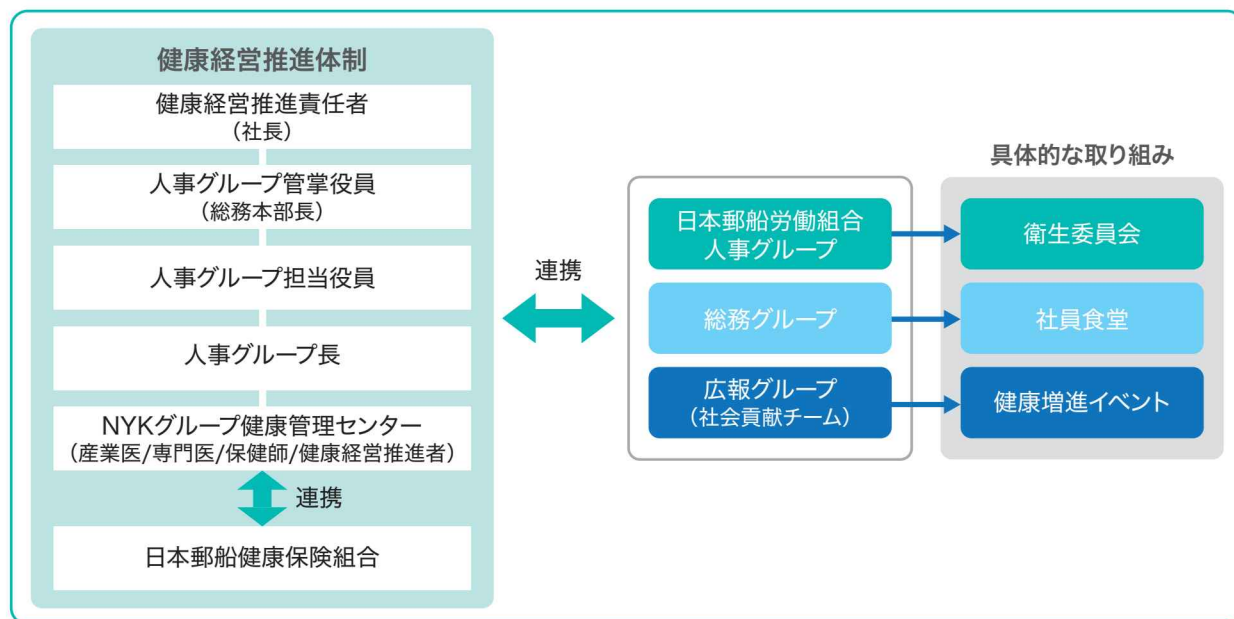 健康経営推進体制
健康経営推進責任者
(社長)
人事グループ管掌役員
(総務本部長)
人事グループ担当役員
人事グループ長
NYKグループ健康管理センター
(産業医/専門医/保健師/健康経営推進者)
連携
日本郵船健康保険組合
連携
日本郵船労働組合
人事グループ
総務グループ
広報グループ
(社会貢献チーム)
具体的な取り組み
衛生委員会
社員食堂
健康増進イベント